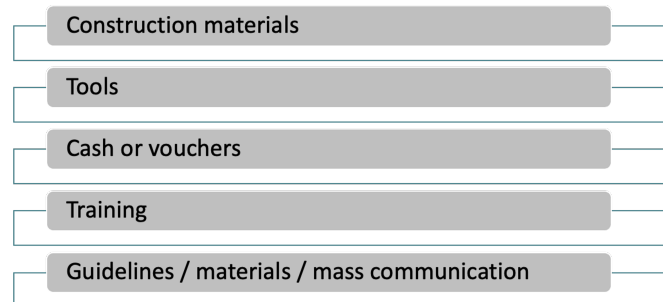 Construction materials
Tools
Cash or vouchers
Training
Guidelines / materials / mass communication